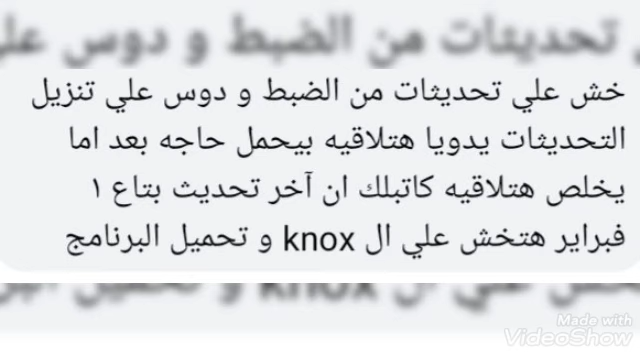 خش علي تحديثات من الضبط و دوس علي تنزيل
التحديثات يدويا هتلاقيه بيحمل حاجه بعد اما
يخلص هتلاقيه كاتبلك ان آخر تحديث بتاع ١
فبراير هتخش علي ال knox و تحميل البرنامج
Made with
VideoShow